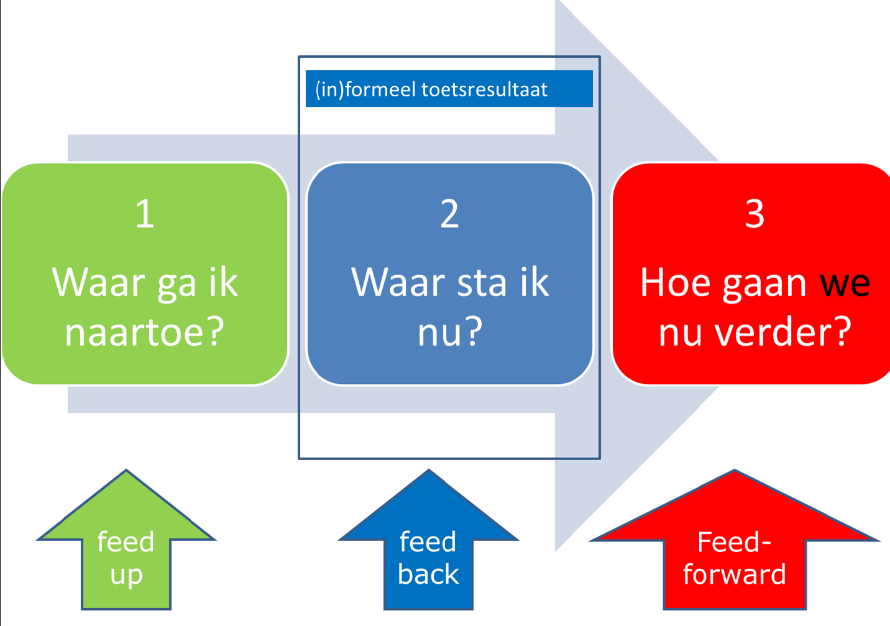 (in)formeel toetsresultaat
1
Waar ga ik
naartoe?
2
Waar sta ik
nu?
3
Hoe gaan we
nu verder?
feed
up
feed
back
Feed-
forward